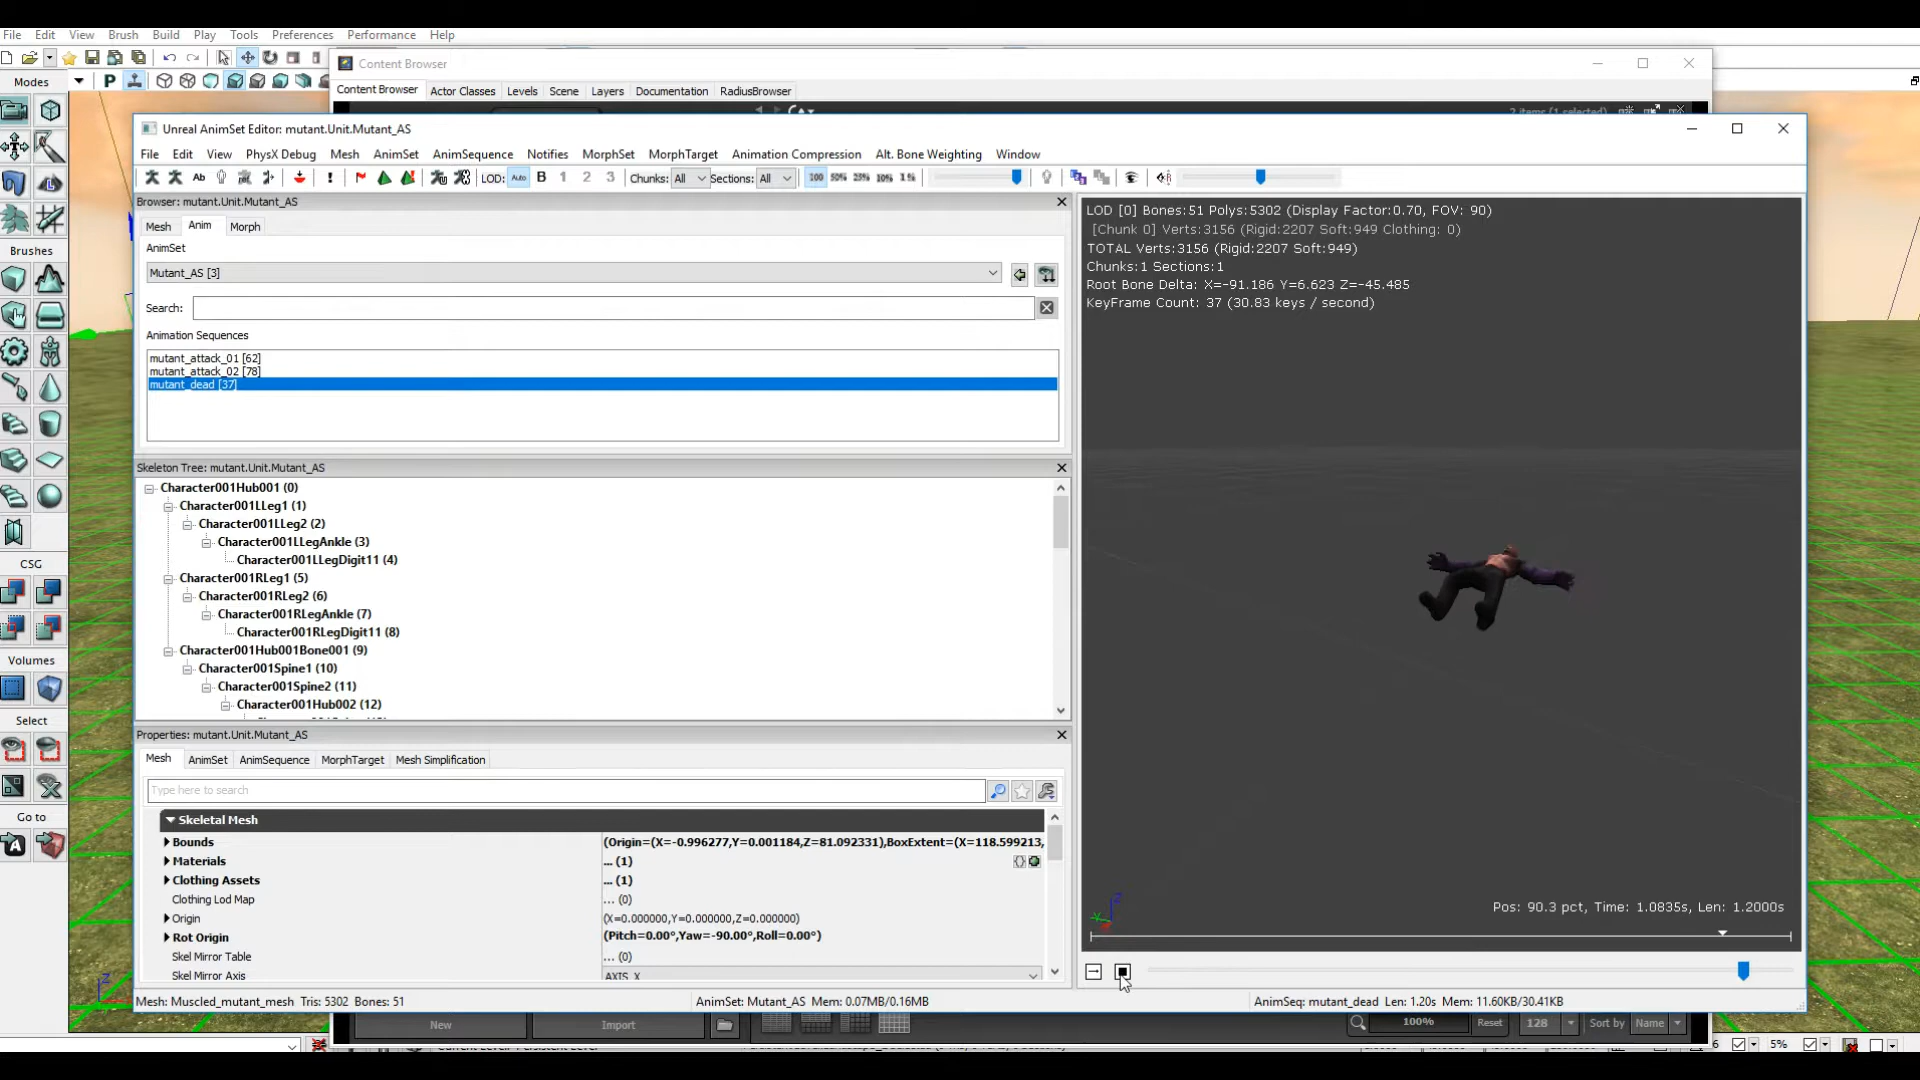 File Edit View Brush Build Play Tools Preferences Performance Help
Content Browser
Modes
Content Browser Actor Classes Levels Scene Layers Documentation RadiusBrowser
2 items (1 selected)
Unreal AnimSet Editor: mutant.Unit.Mutant_AS
File Edit View PhysX Debug Mesh AnimSet AnimSequence Notifies MorphSet MorphTarget Animation Compression Alt. Bone Weighting Window
Ab LOD: Auto B 1 2 3 Chunks: All Sections: All 100 50% 25% 10% 1 %
Browser: mutant.Unit.Mutant_AS
Mesh Anim Morph
AnimSet
Mutant_AS [3]
Search:
Animation Sequences
mutant_attack_01 [62]
mutant_attack_02 [78]
mutant_dead [37]
LOD [0] Bones:51 Polys:5302 (Display Factor:0.70, FOV: 90)
[Chunk 0] Verts:3156 (Rigid:2207 Soft:949 Clothing: 0)
TOTAL Verts:3156 (Rigid:2207 Soft:949)
Chunks:1 Sections:1
Root Bone Delta: X=-91.186 Y=6.623 Z=-45.485
KeyFrame Count: 37 (30.83 keys / second)
Brushes
CSG
Volumes
Select
Go to
Skeleton Tree: mutant.Unit.Mutant_AS
Character001Hub001 (0)
Character001LLeg1 (1)
Character001LLeg2 (2)
Character001LLegAnkle (3)
Character001LLegDigit11 (4)
Character001RLeg1 (5)
Character001RLeg2 (6)
Character001RLegAnkle (7)
Character001RLegDigit11 (8)
Character001Hub001Bone001 (9)
Character001Spine1 (10)
Character001Spine2 (11)
Character001Hub002 (12)
Properties: mutant.Unit.Mutant_AS
Mesh AnimSet AnimSequence MorphTarget Mesh Simplification
Type here to search
Skeletal Mesh
Bounds (Origin=(X=-0.996277,Y=0.001184,Z=81.092331),BoxExtent=(X=118.599213,
Materials ... (1)
Clothing Assets ... (1)
Clothing Lod Map ... (0)
Origin (X=0.000000,Y=0.000000,Z=0.000000)
Rot Origin (Pitch=0.00°,Yaw=-90.00°,Roll=0.00°)
Skel Mirror Table ... (0)
Skel Mirror Axis AXIS_X
Z
Pos: 90.3 pct, Time: 1.0835s, Len: 1.2000s
Mesh: Muscled_mutant_mesh Tris: 5302 Bones: 51 AnimSet: Mutant_AS Mem: 0.07MB/0.16MB AnimSeq: mutant_dead Len: 1.20s Mem: 11.60KB/30.41KB
New Import 100% Reset 128 Sort by Name
5%